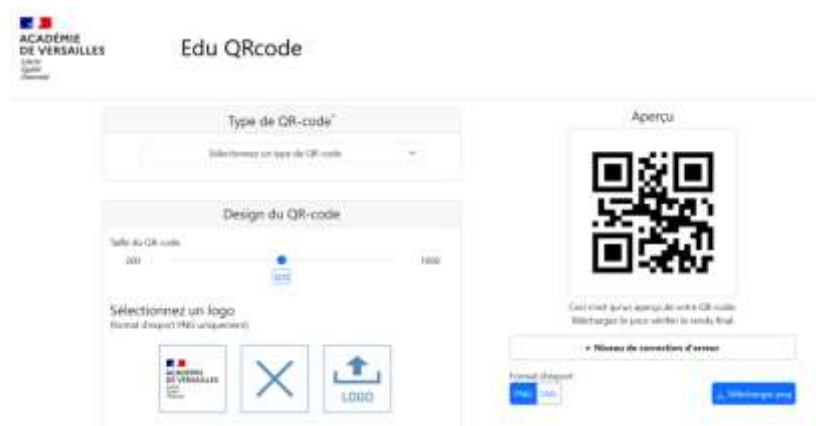 ACADÉMIE
DE VERSAILLES
Liberté
Égalité
Fraternité
Edu QRcode
Type de QR-code*
Sélectionnez un type de QR-code
Design du QR-code
Taille du QR-code
200
1000
Sélectionnez un logo
(format d'export PNG uniquement)
ACADÉMIE
DE VERSAILLES
LOGO
Aperçu
Ceci n'est qu'un aperçu de votre QR-code
Téléchargez-le pour vérifier le rendu final.
+ Niveau de correction d'erreur
Format d'export
PNG SVG
Télécharger png